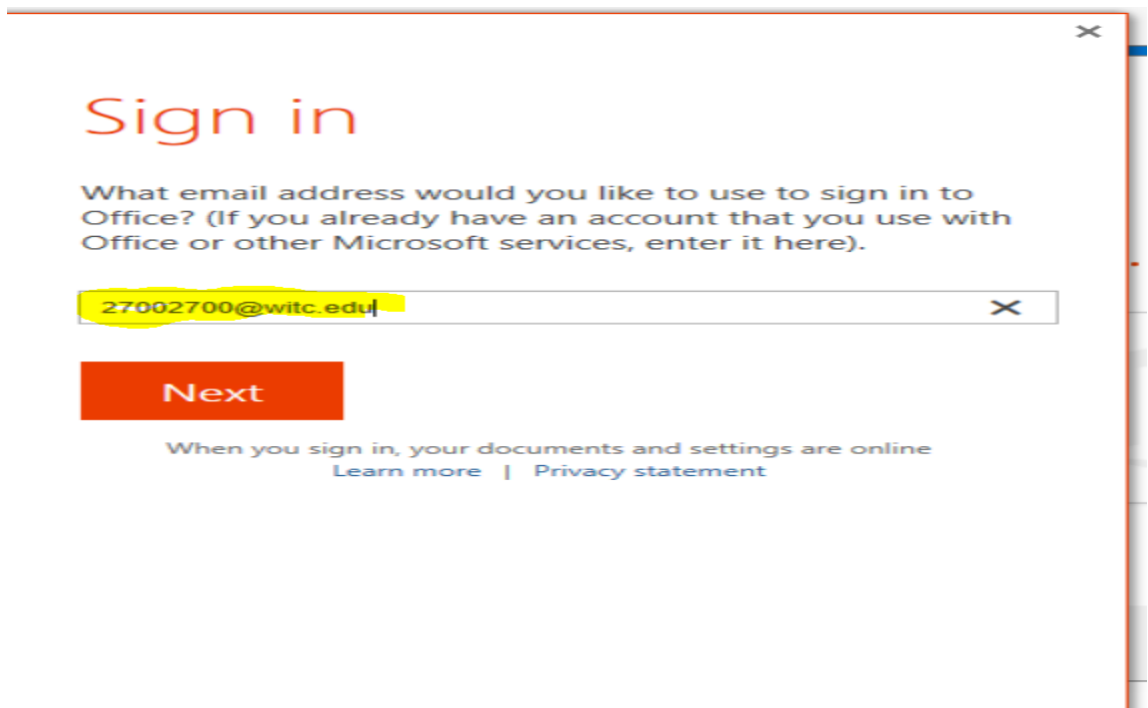 Sign in
What email address would you like to use to sign in to
Office? (If you already have an account that you use with
Office or other Microsoft services, enter it here).
27002700@witc.edu
Next
When you sign in, your documents and settings are online
Learn more | Privacy statement